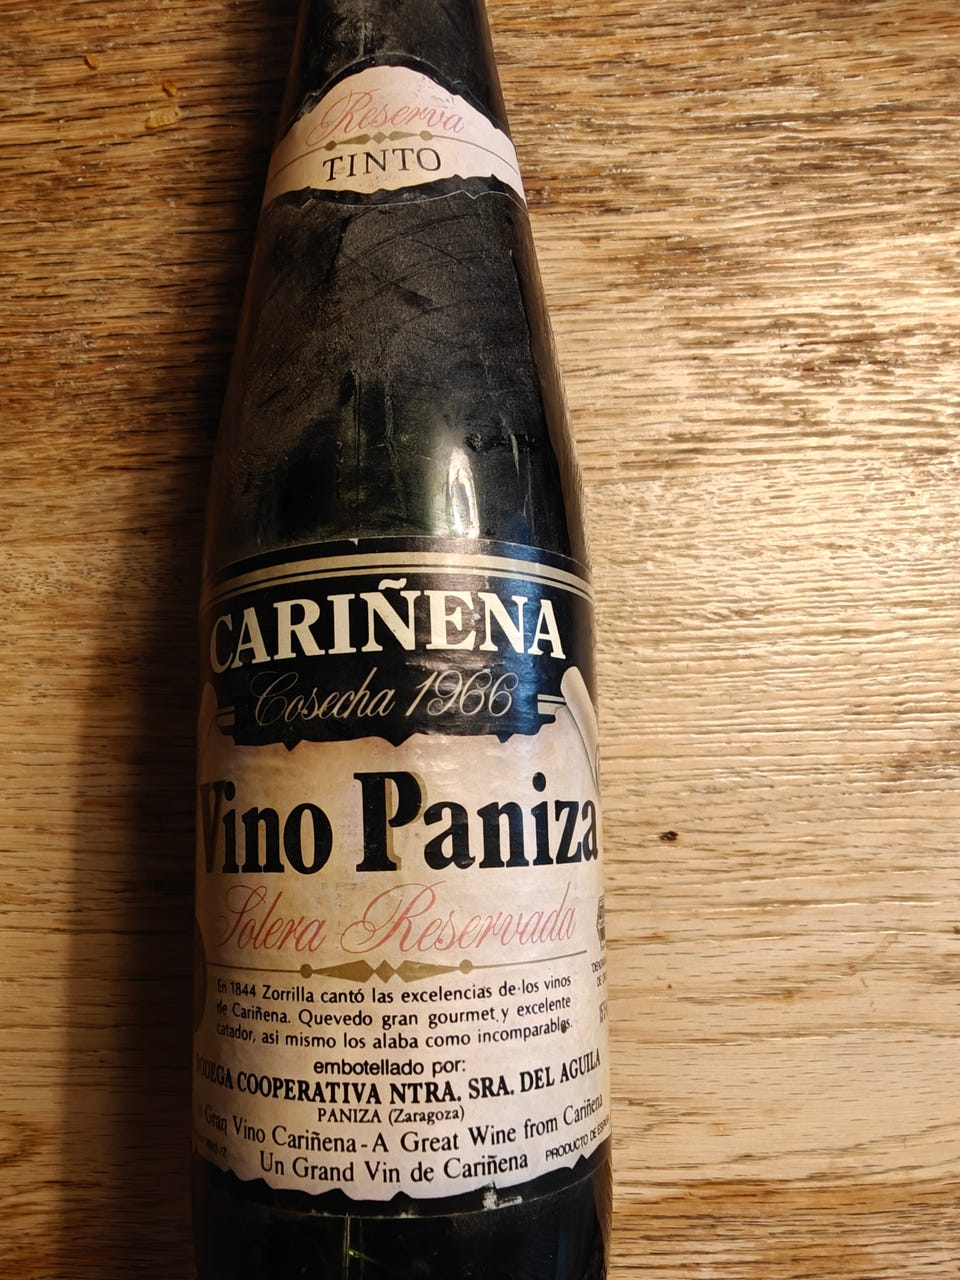 Reserva
TINTO
CARIÑENA
Cosecha 1966
Vino Paniza
Solera Reservada
En 1844 Zorrilla cantó las excelencias de los vinos
de Cariñena. Quevedo gran gourmet y excelente
catador, asi mismo los alaba como incomparables.
embotellado por:
BODEGA COOPERATIVA NTRA. SRA. DEL AGUILA
PANIZA (Zaragoza)
Gran Vino Cariñena - A Great Wine from Cariñena
Un Grand Vin de Cariñena
PRODUCTO DE